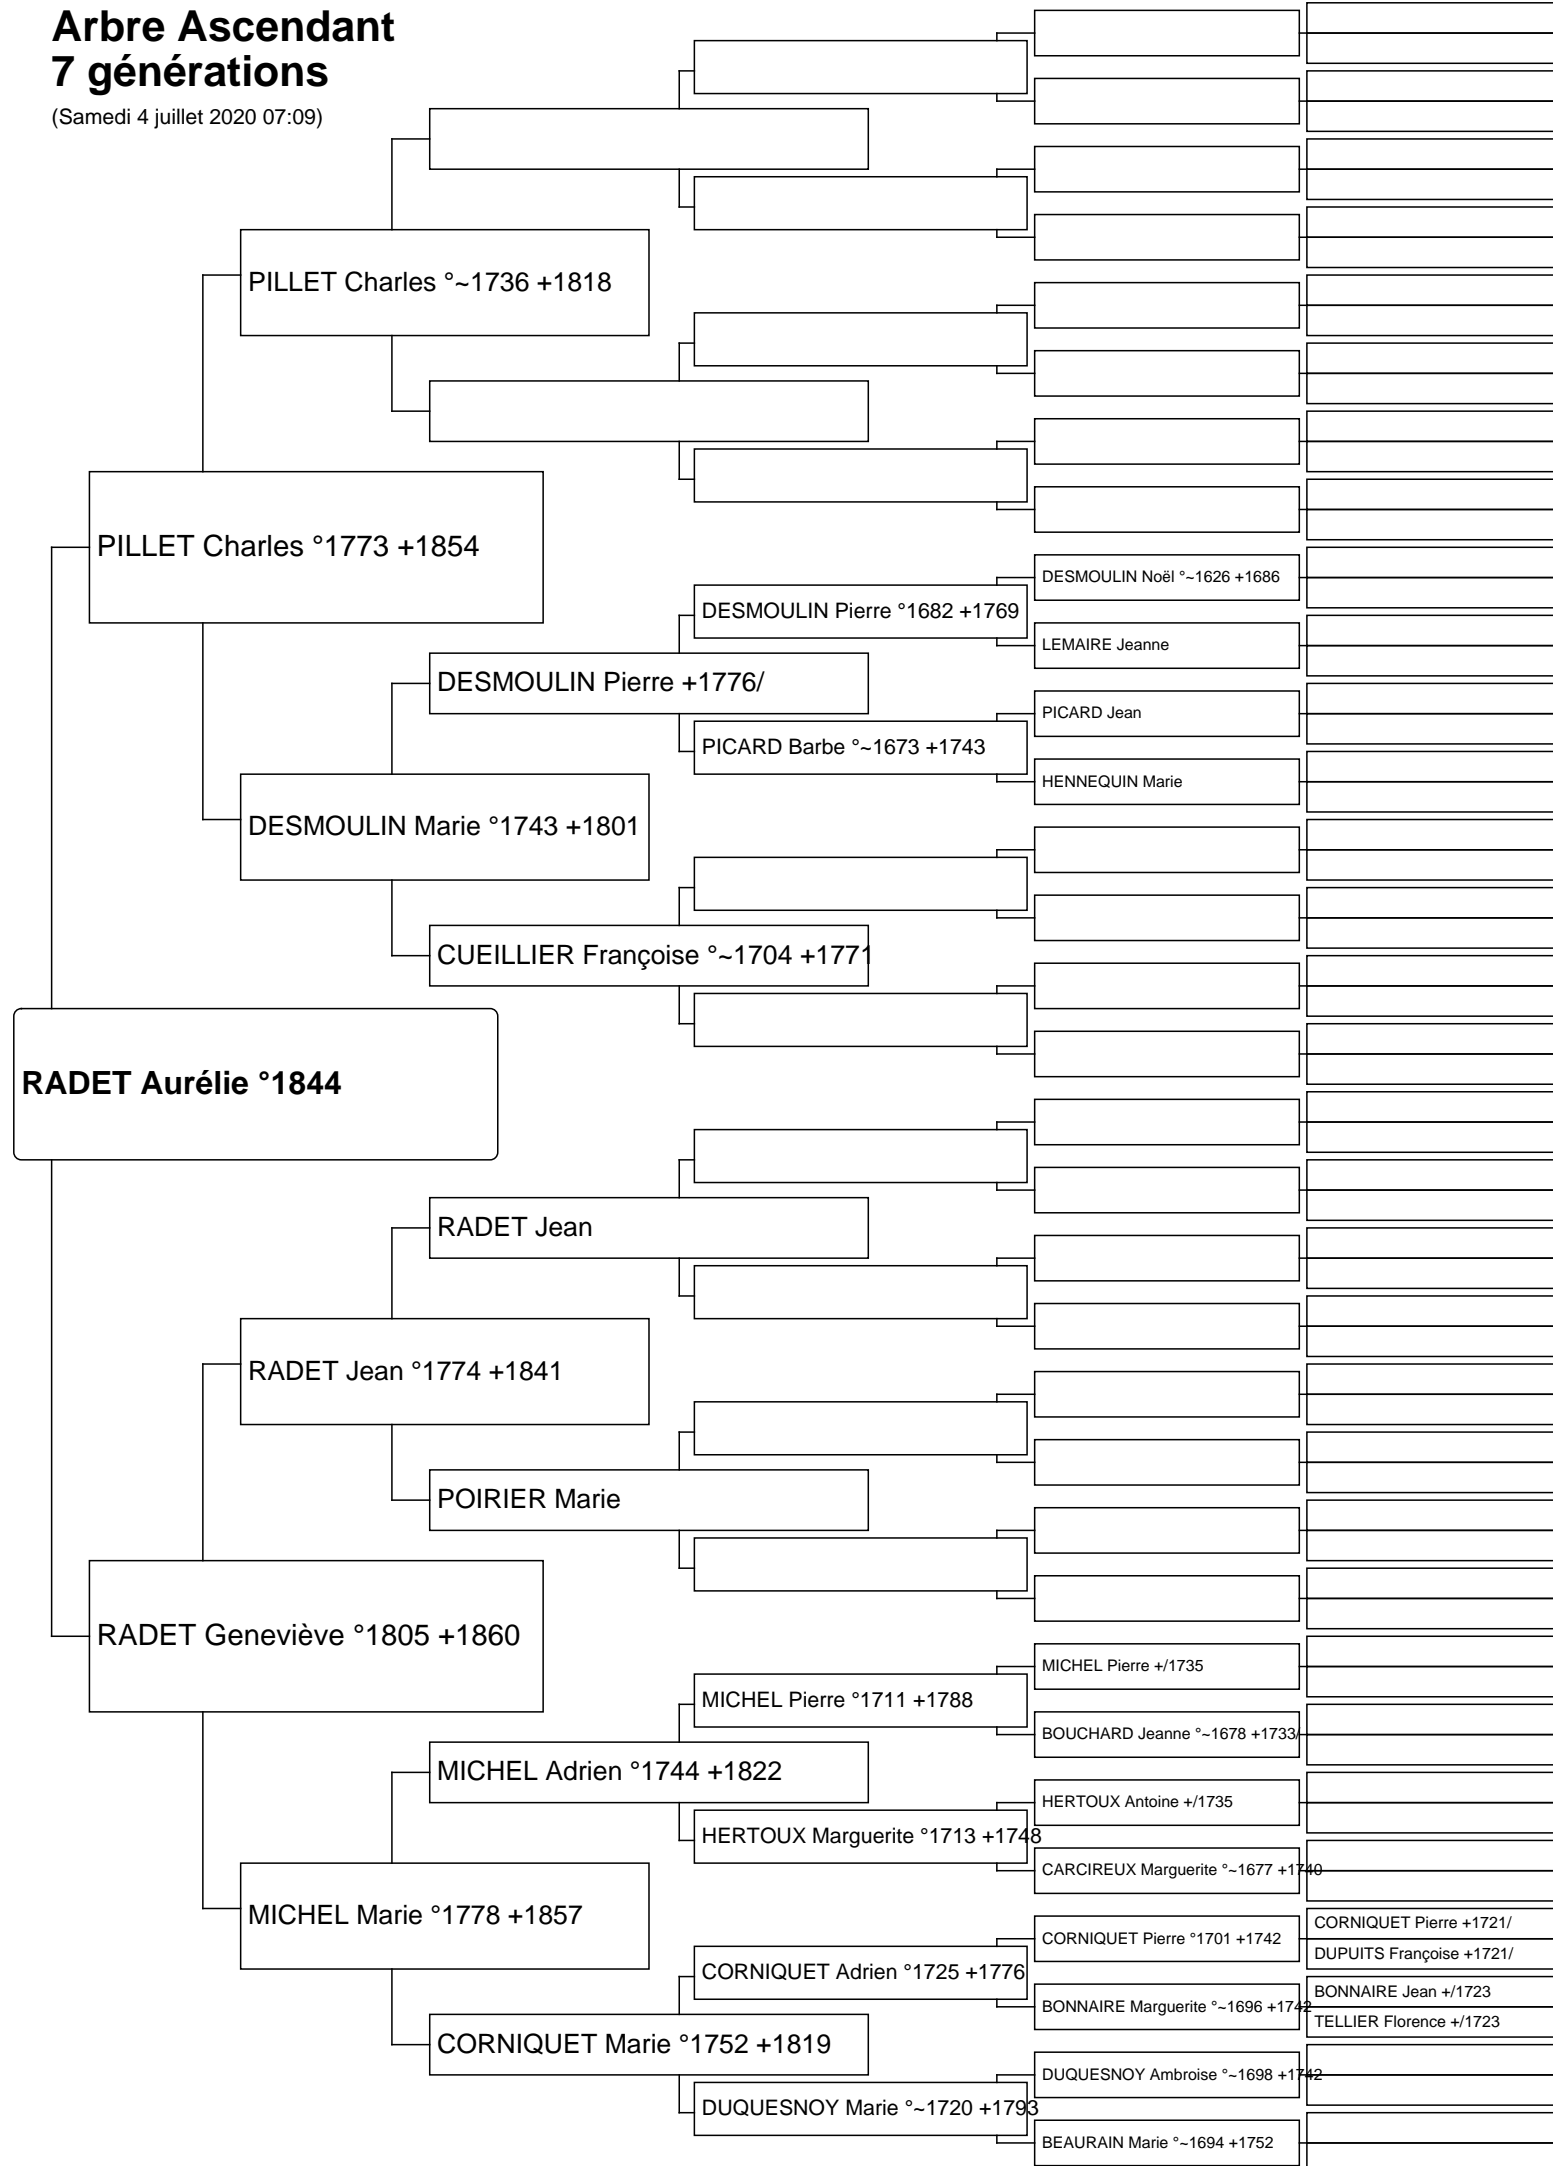 Arbre Ascendant
7 générations
(Samedi 4 juillet 2020 07:09)
PILLET Charles °~1736 +1818
PILLET Charles °1773 +1854
DESMOULIN Noël °~1626 +1686
DESMOULIN Pierre °1682 +1769
LEMAIRE Jeanne
DESMOULIN Pierre +1776/
PICARD Jean
PICARD Barbe °~1673 +1743
HENNEQUIN Marie
DESMOULIN Marie °1743 +1801
CUEILLIER Françoise °~1704 +1771
RADET Aurélie °1844
RADET Jean
RADET Jean °1774 +1841
POIRIER Marie
RADET Geneviève °1805 +1860
MICHEL Pierre +/1735
MICHEL Pierre °1711 +1788
BOUCHARD Jeanne °~1678 +1733/
MICHEL Adrien °1744 +1822
HERTOUX Antoine +/1735
HERTOUX Marguerite °1713 +1748
CARCIREUX Marguerite °~1677 +1740
MICHEL Marie °1778 +1857
CORNIQUET Pierre +1721/
CORNIQUET Pierre °1701 +1742
DUPUITS Françoise +1721/
CORNIQUET Adrien °1725 +1776
BONNAIRE Jean +/1723
BONNAIRE Marguerite °~1696 +1742
TELLIER Florence +/1723
CORNIQUET Marie °1752 +1819
DUQUESNOY Ambroise °~1698 +1742
DUQUESNOY Marie °~1720 +1793
BEAURAIN Marie °~1694 +1752